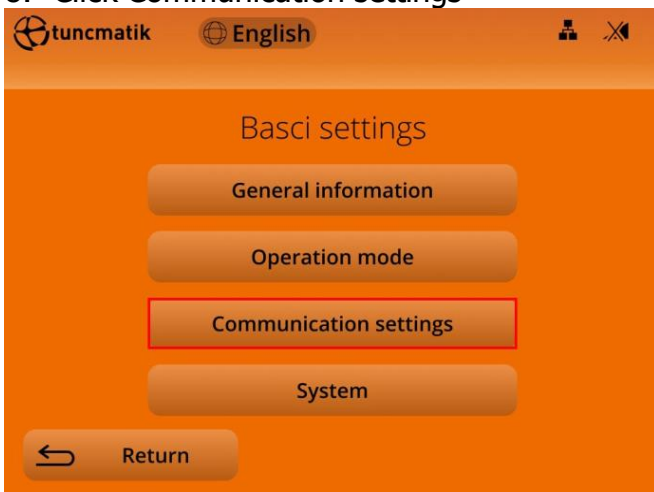 tuncmatik English
Basci settings
General information
Operation mode
Communication settings
System
Return